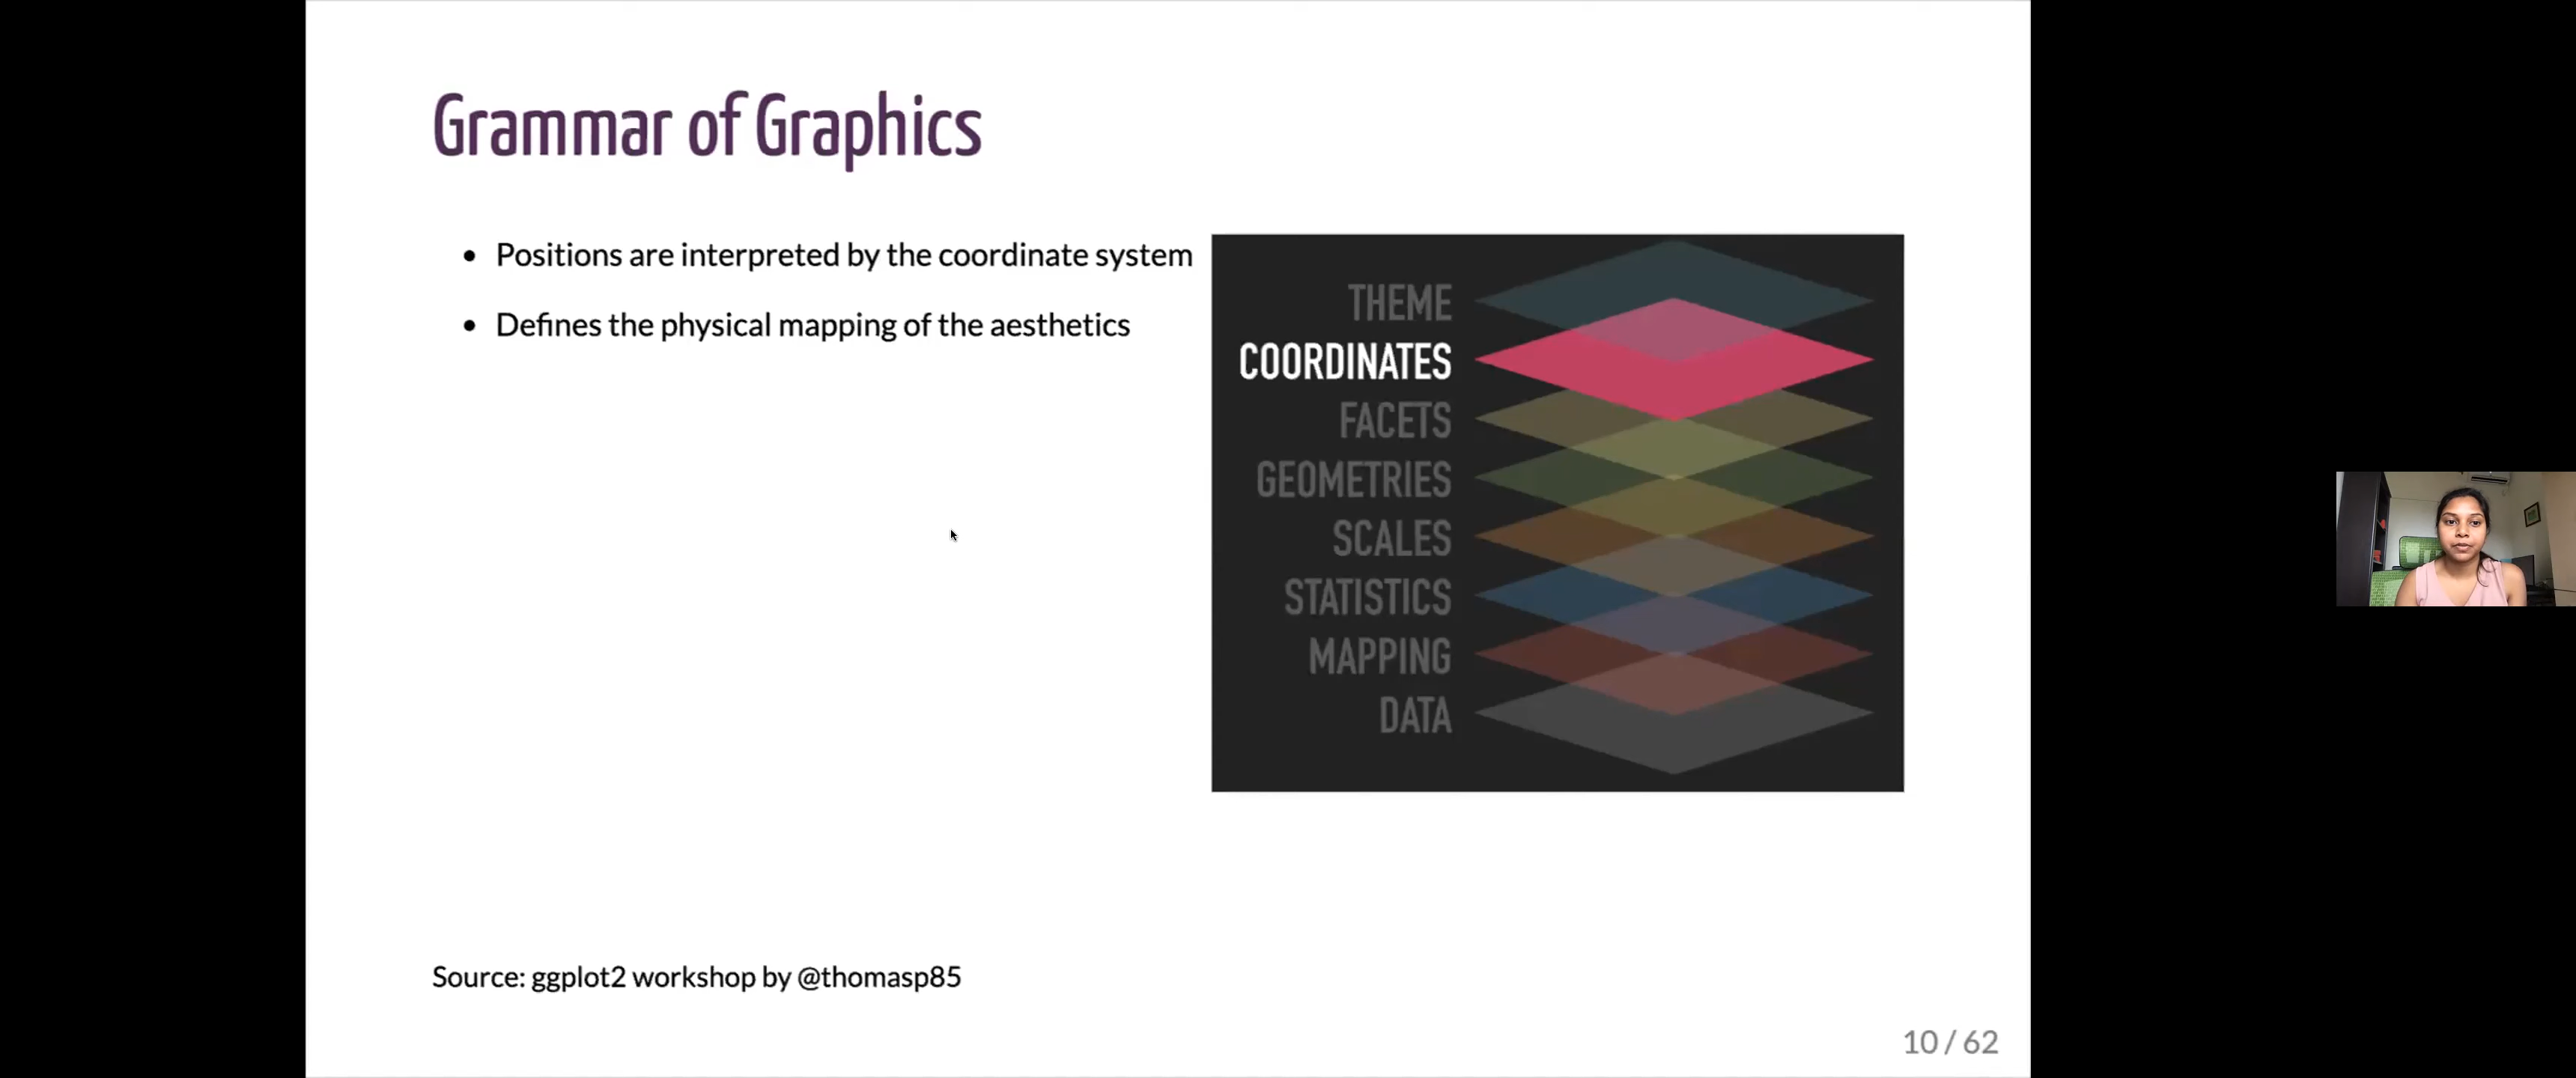 Grammar of Graphics
Positions are interpreted by the coordinate system
Defines the physical mapping of the aesthetics
THEME
COORDINATES
FACETS
GEOMETRIES
SCALES
STATISTICS
MAPPING
DATA
Source: ggplot2 workshop by @thomasp85
10 / 62